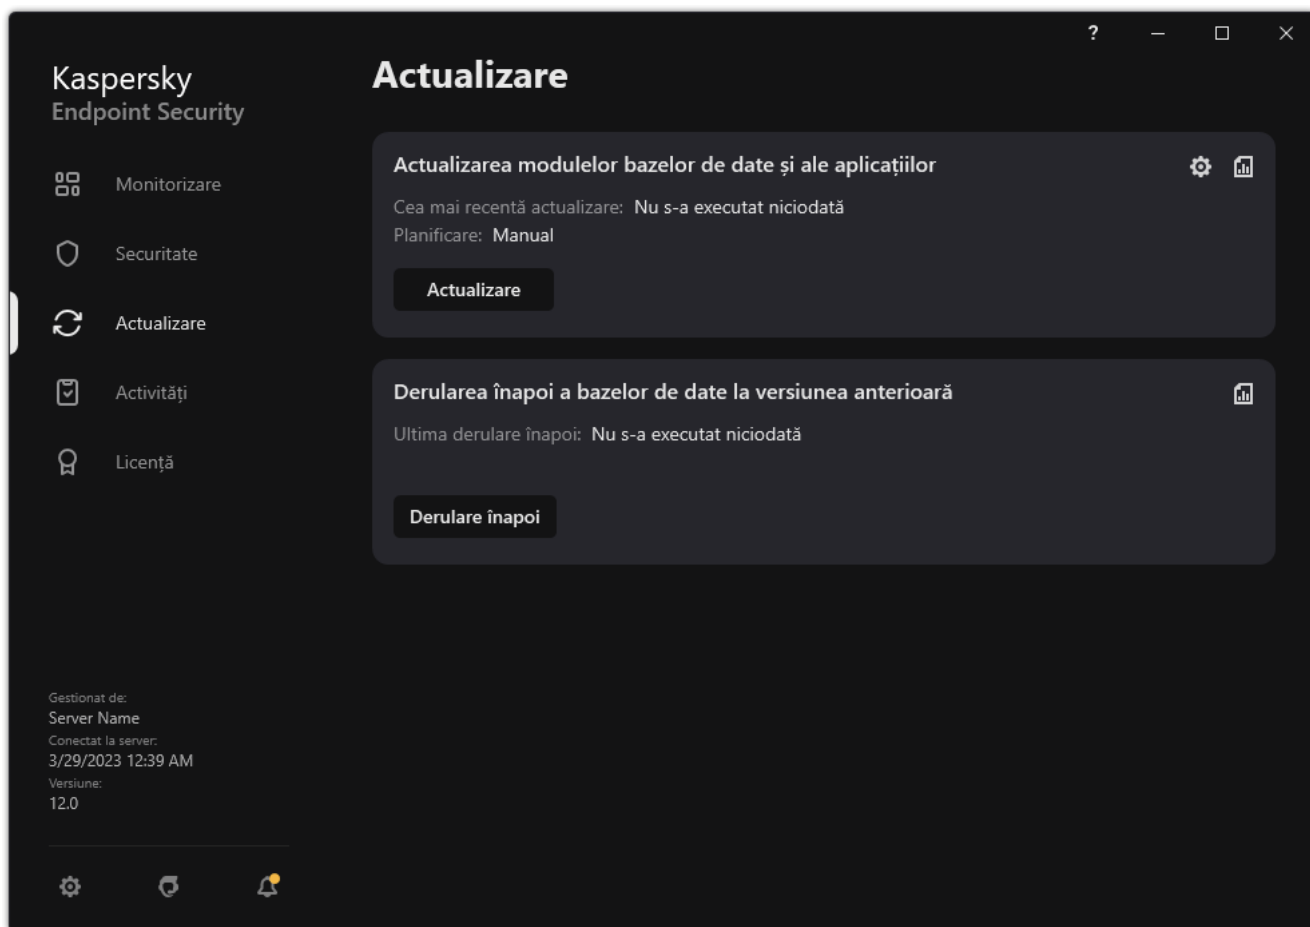 ?
Kaspersky
Endpoint Security
Monitorizare
Securitate
Actualizare
Activități
Licență
Gestionat de:
Server Name
Conectat la server:
3/29/2023 12:39 AM
Versiune:
12.0
Actualizare
Actualizarea modulelor bazelor de date și ale aplicațiilor
Cea mai recentă actualizare: Nu s-a executat niciodată
Planificare: Manual
Actualizare
Derularea înapoi a bazelor de date la versiunea anterioară
Ultima derulare înapoi: Nu s-a executat niciodată
Derulare înapoi